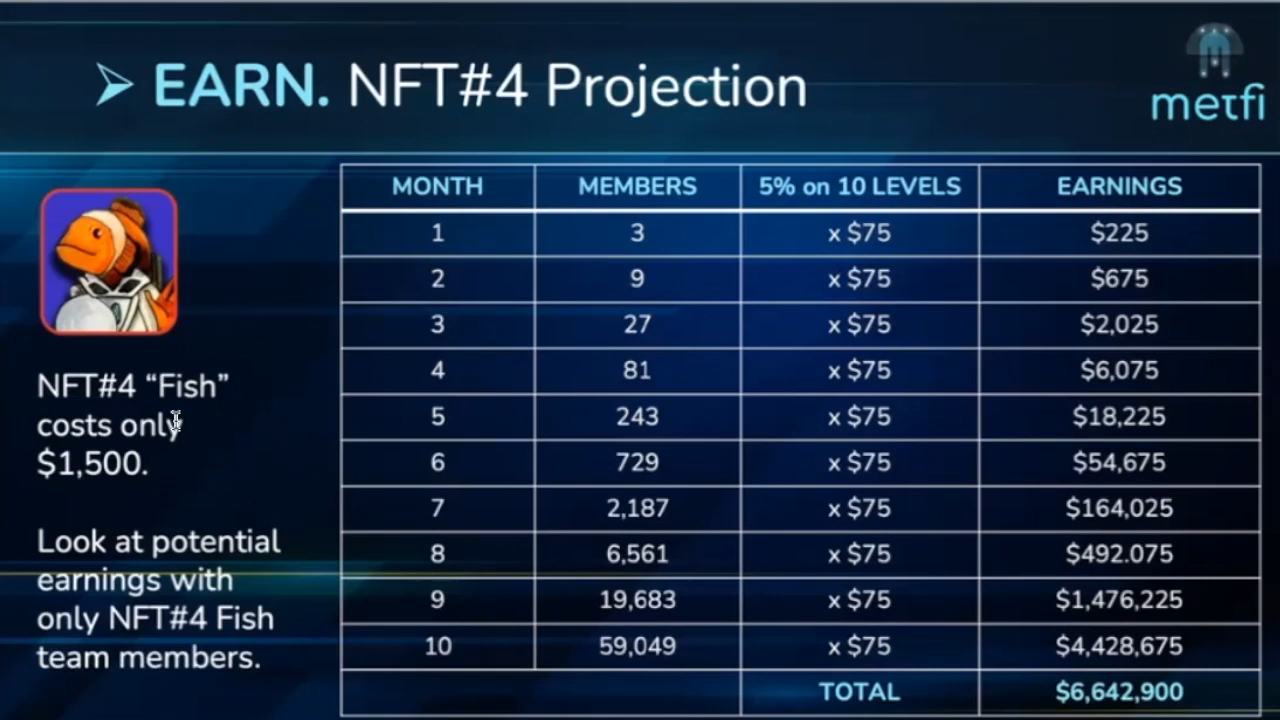 ➢ EARN. NFT#4 Projection
metfi
MONTH MEMBERS 5% on 10 LEVELS EARNINGS
1 3 x $75 $225
2 9 x $75 $675
3 27 x $75 $2,025
4 81 x $75 $6,075
5 243 x $75 $18,225
6 729 x $75 $54,675
7 2,187 x $75 $164,025
8 6,561 x $75 $492.075
9 19,683 x $75 $1,476,225
10 59,049 x $75 $4,428,675
TOTAL $6,642,900
NFT#4 “Fish”
costs only
$1,500.
Look at potential
earnings with
only NFT#4 Fish
team members.